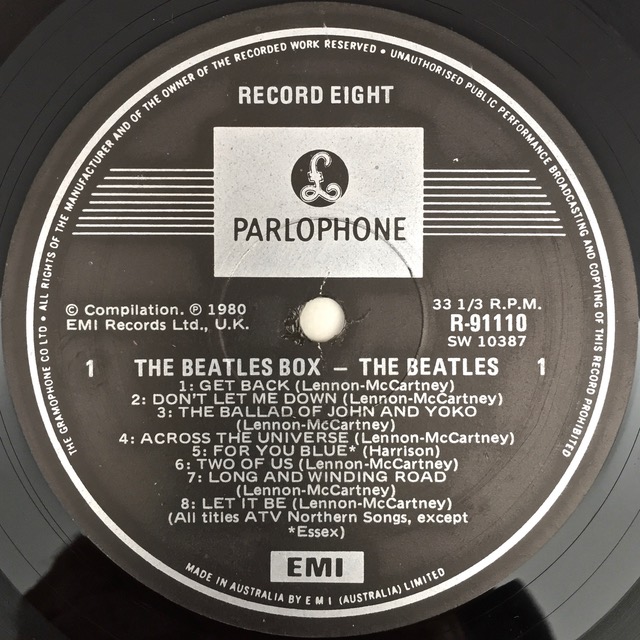 THE GRAMOPHONE CO LTD • ALL RIGHTS OF THE MANUFACTURER AND OF THE OWNER OF THE RECORDED WORK RESERVED • UNAUTHORISED PUBLIC PERFORMANCE BROADCASTING AND COPYING OF THIS RECORD PROHIBITED
RECORD EIGHT
£
PARLOPHONE
© Compilation. ℗ 1980
EMI Records Ltd., U.K.
33 1/3 R.P.M.
R-91110
SW 10387
1 THE BEATLES BOX – THE BEATLES 1
1: GET BACK (Lennon-McCartney)
2: DON'T LET ME DOWN (Lennon-McCartney)
3: THE BALLAD OF JOHN AND YOKO
(Lennon-McCartney)
4: ACROSS THE UNIVERSE (Lennon-McCartney)
5: FOR YOU BLUE* (Harrison)
6: TWO OF US (Lennon-McCartney)
7: LONG AND WINDING ROAD
(Lennon-McCartney)
8: LET IT BE (Lennon-McCartney)
(All titles ATV Northern Songs, except
*Essex)
EMI
MADE IN AUSTRALIA BY E M I (AUSTRALIA) LIMITED